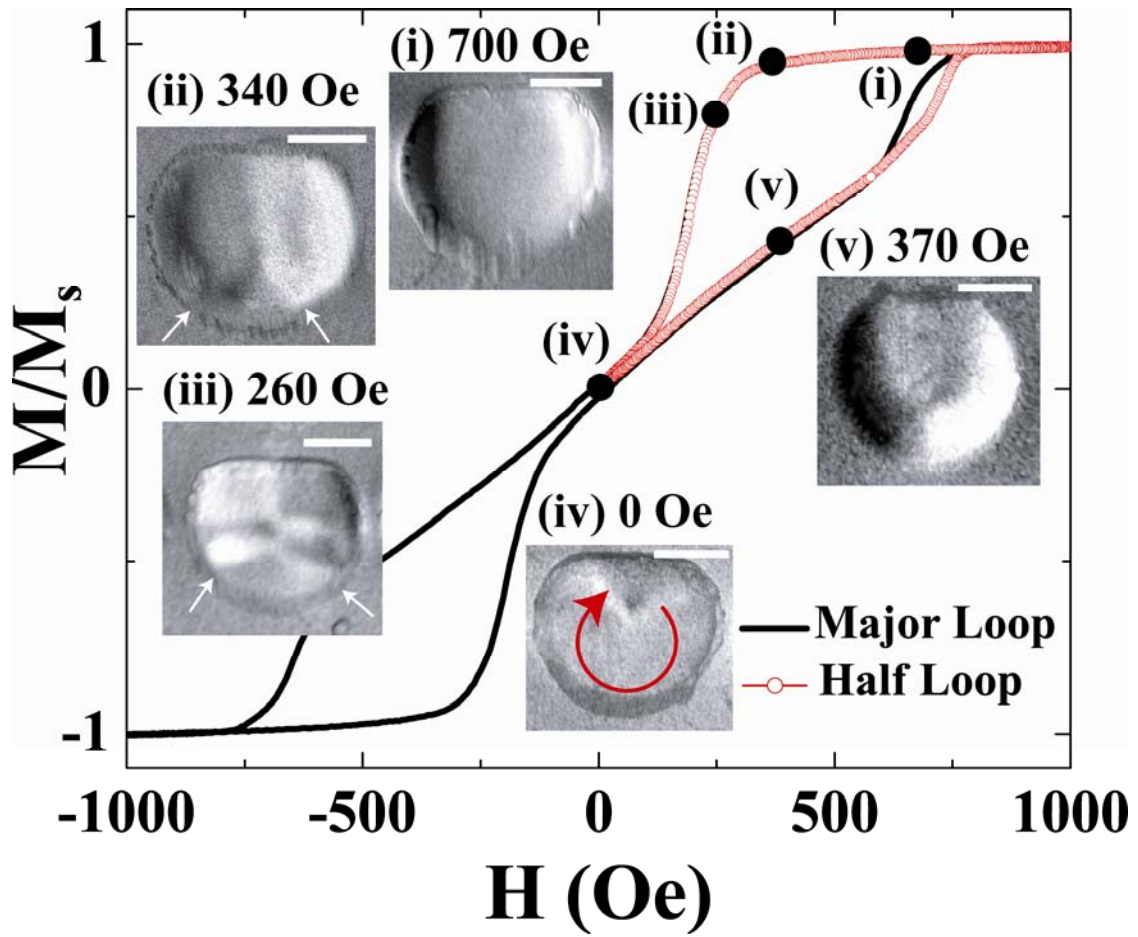 1
0
-1
M/Ms
(i) 700 Oe
(ii) 340 Oe
(iii) 260 Oe
(ii)
(i)
(iii)
(v)
(v) 370 Oe
(iv)
(iv) 0 Oe
Major Loop
Half Loop
-1000
-500
0
500
1000
H (Oe)